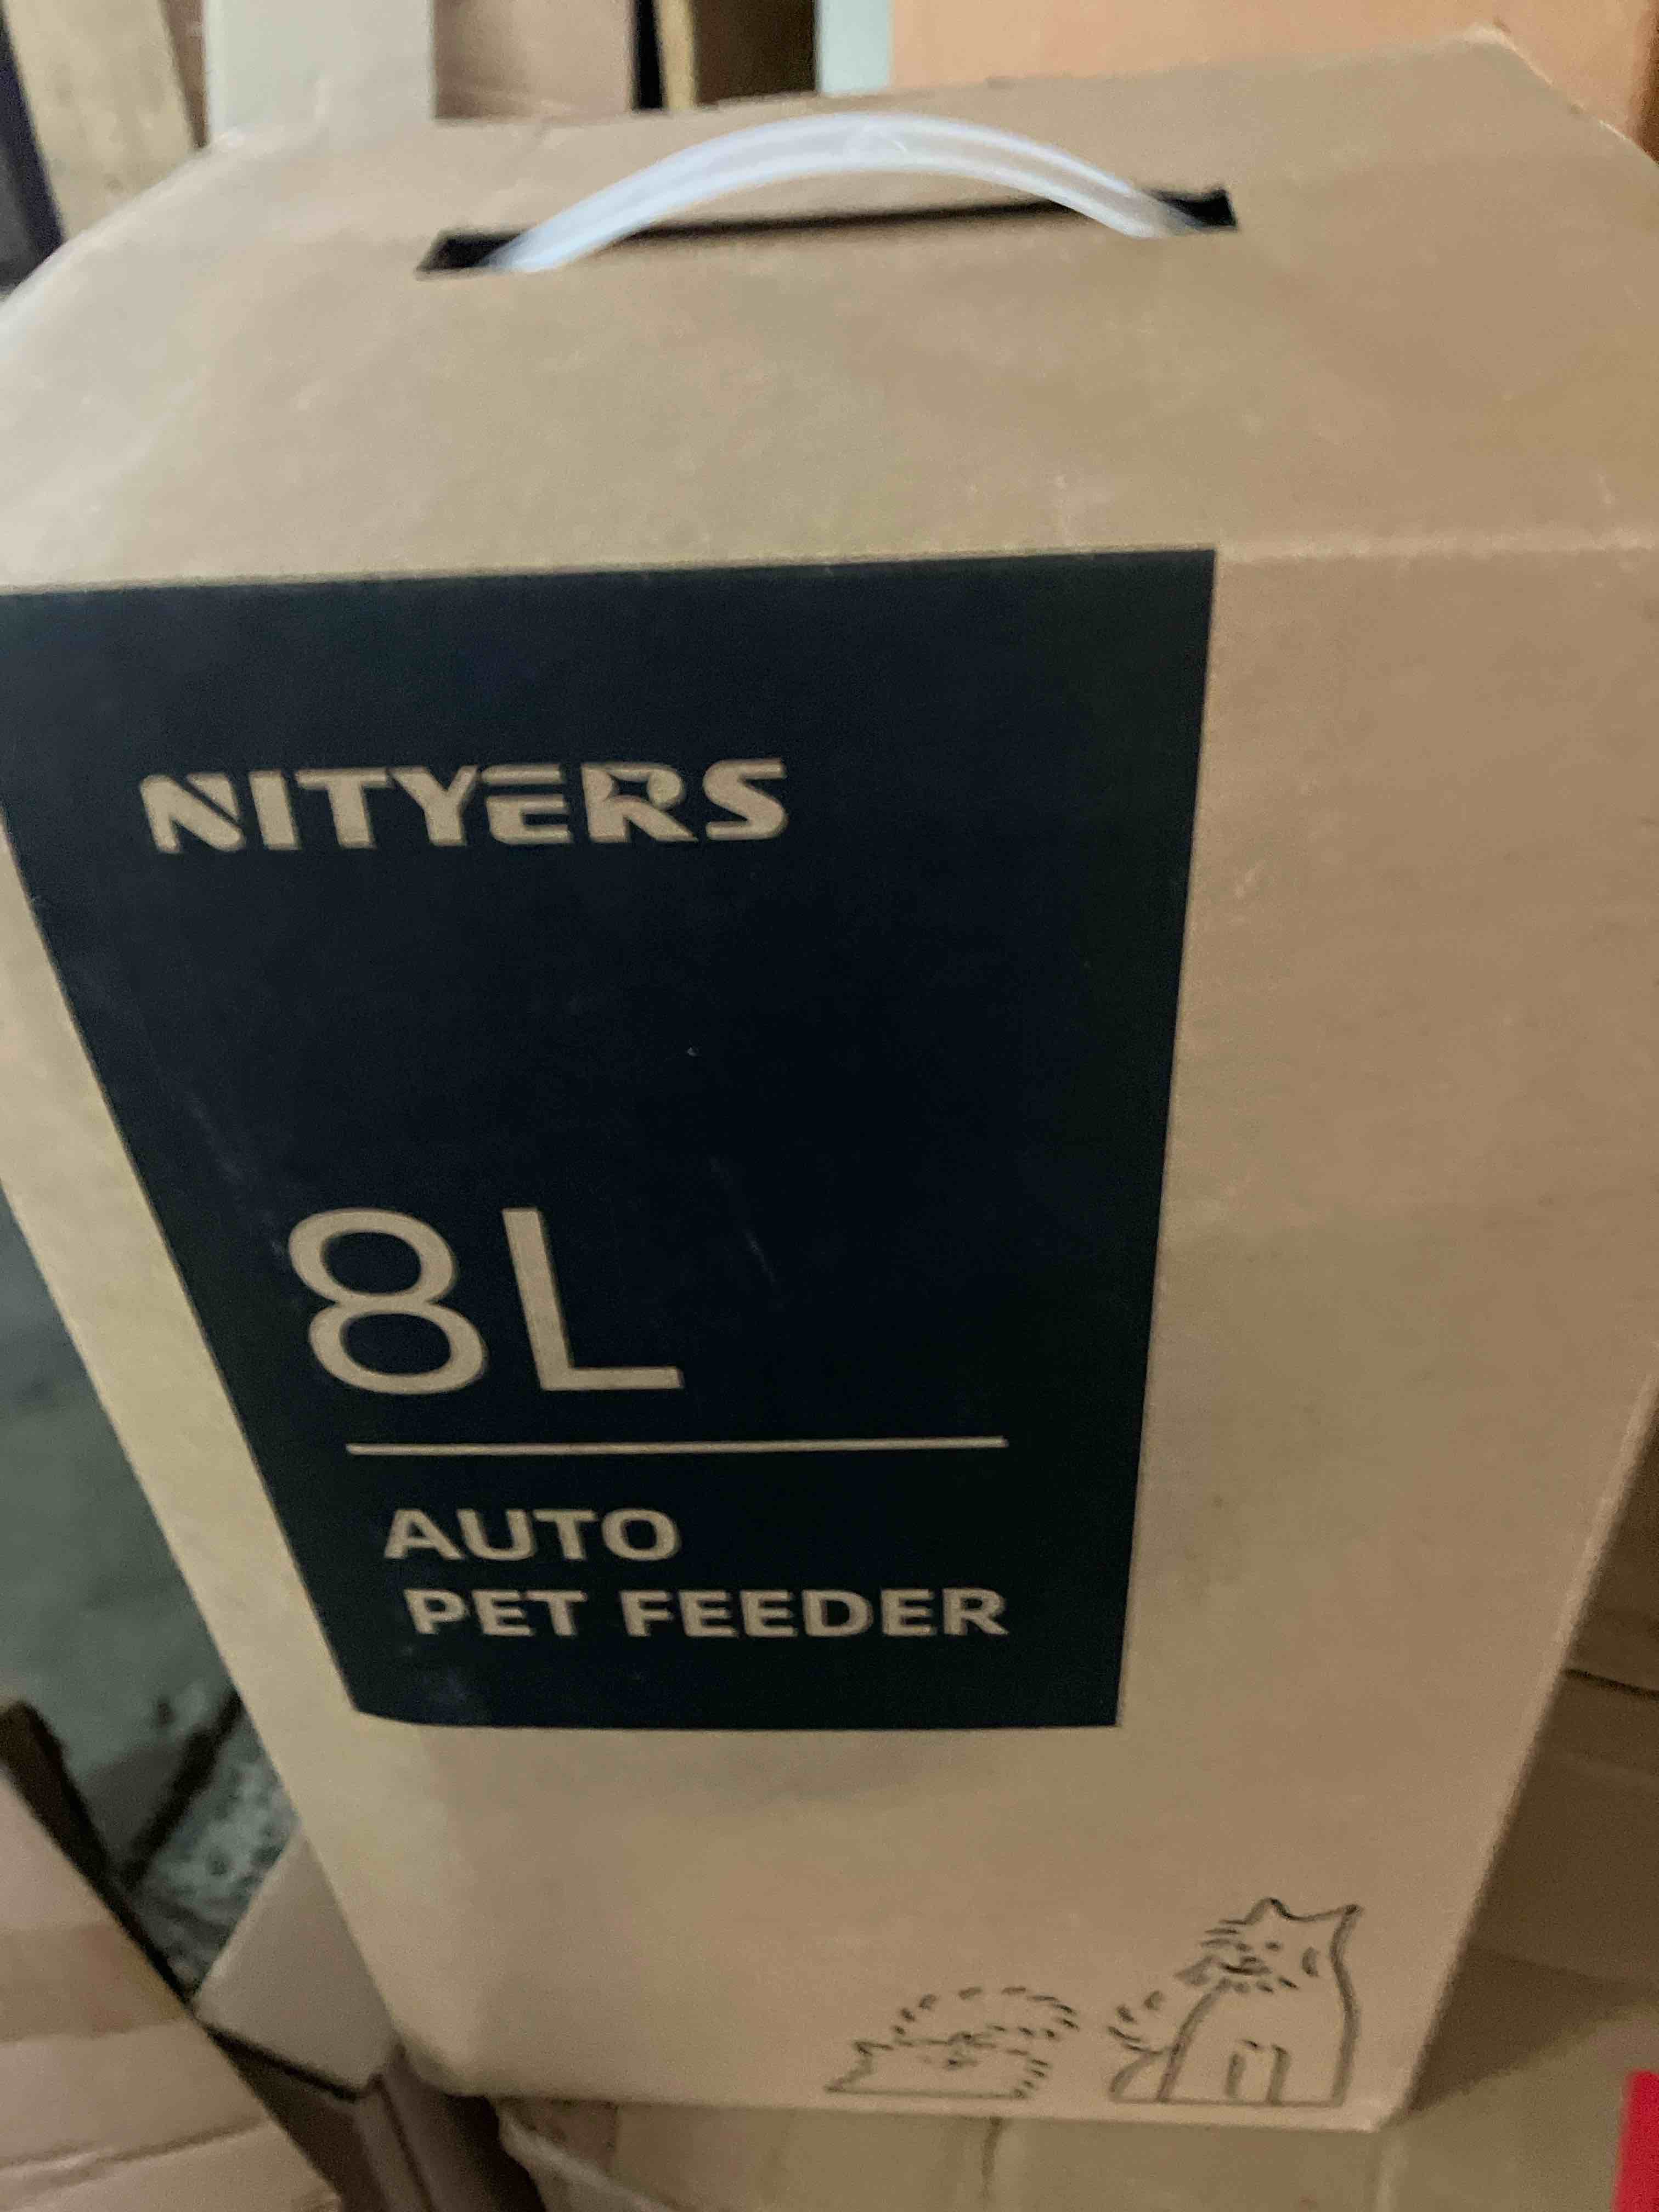 NITYERS
8L
AUTO
PET FEEDER